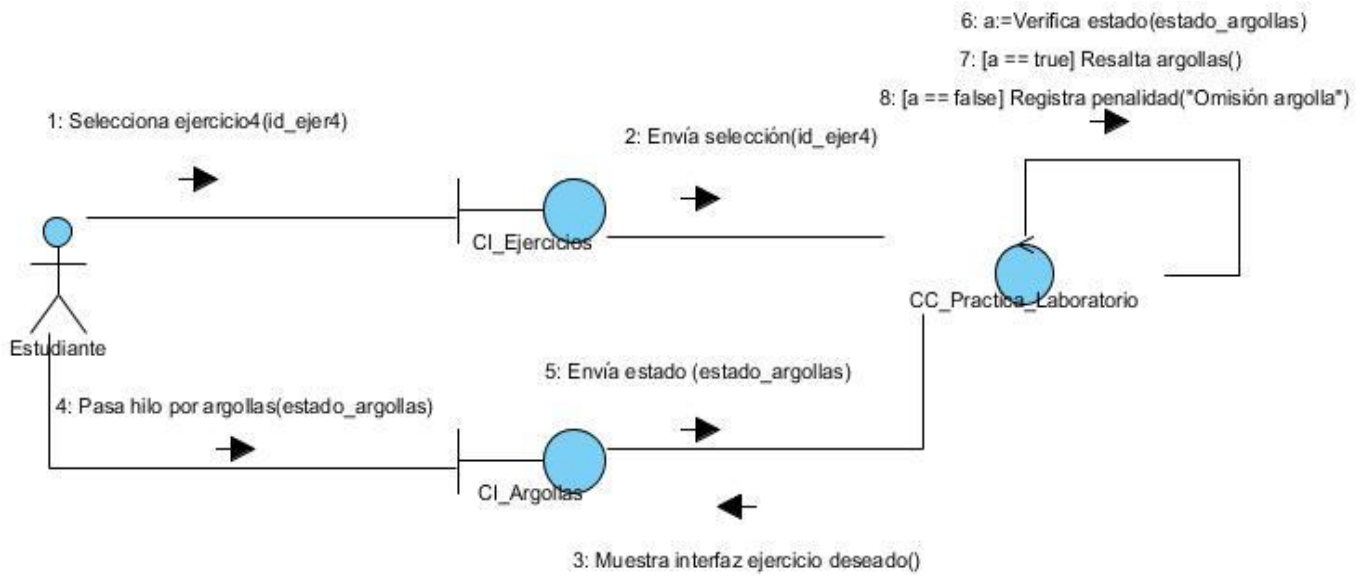 6: a:=Verifica estado(estado_argollas)
7: [a == true] Resalta argollas()
8: [a == false] Registra penalidad("Omisión argolla")
1: Selecciona ejercicio4(id_ejer4)
2: Envía selección(id_ejer4)
CI_Ejercicios
CC_Practica_Laboratorio
Estudiante
5: Envía estado (estado_argollas)
4: Pasa hilo por argollas(estado_argollas)
CI_Argollas
3: Muestra interfaz ejercicio deseado()